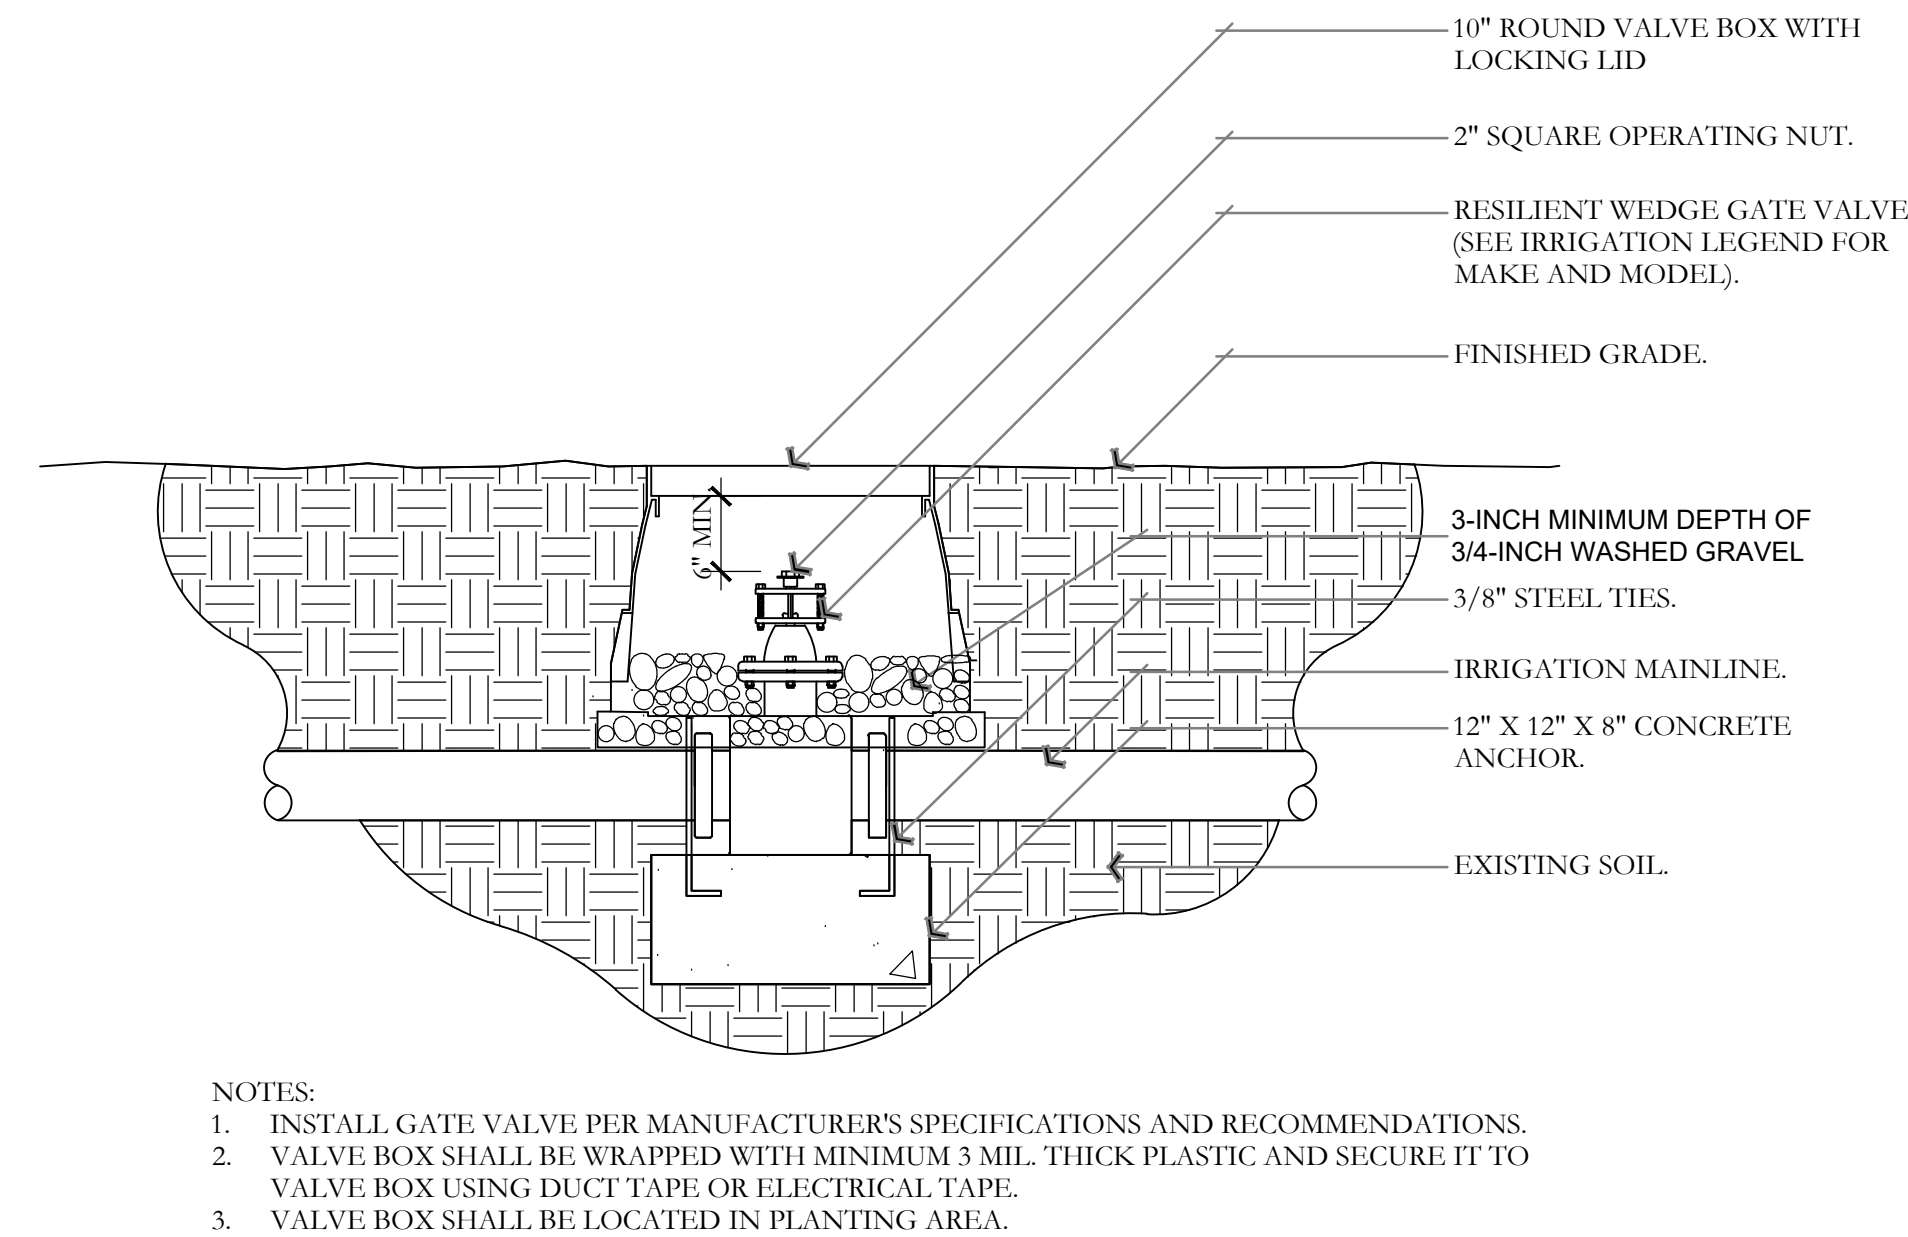 10" ROUND VALVE BOX WITH
LOCKING LID
2" SQUARE OPERATING NUT.
RESILIENT WEDGE GATE VALVE
(SEE IRRIGATION LEGEND FOR
MAKE AND MODEL).
FINISHED GRADE.
6" MIN
3-INCH MINIMUM DEPTH OF
3/4-INCH WASHED GRAVEL
3/8" STEEL TIES.
IRRIGATION MAINLINE.
12" X 12" X 8" CONCRETE
ANCHOR.
EXISTING SOIL.
NOTES:
1. INSTALL GATE VALVE PER MANUFACTURER'S SPECIFICATIONS AND RECOMMENDATIONS.
2. VALVE BOX SHALL BE WRAPPED WITH MINIMUM 3 MIL. THICK PLASTIC AND SECURE IT TO
VALVE BOX USING DUCT TAPE OR ELECTRICAL TAPE.
3. VALVE BOX SHALL BE LOCATED IN PLANTING AREA.